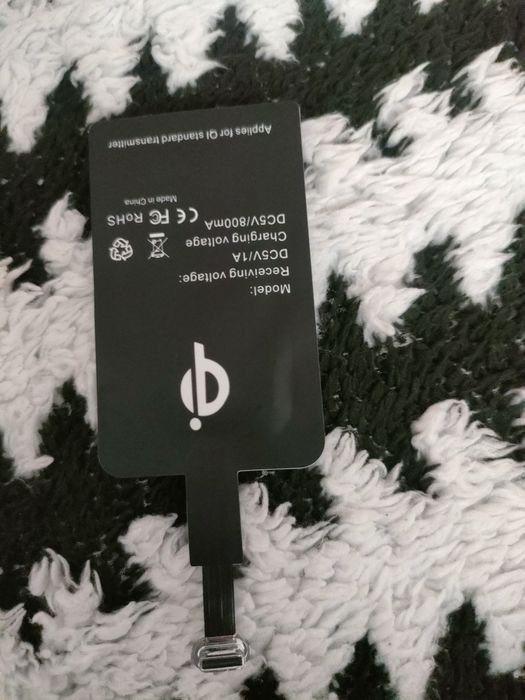 qi
Model:
Receiving voltage:
DC5V/1A
Charging voltage
DC5V/800mA
CE FC RoHS
Made in China
Applies for QI standard transmitter